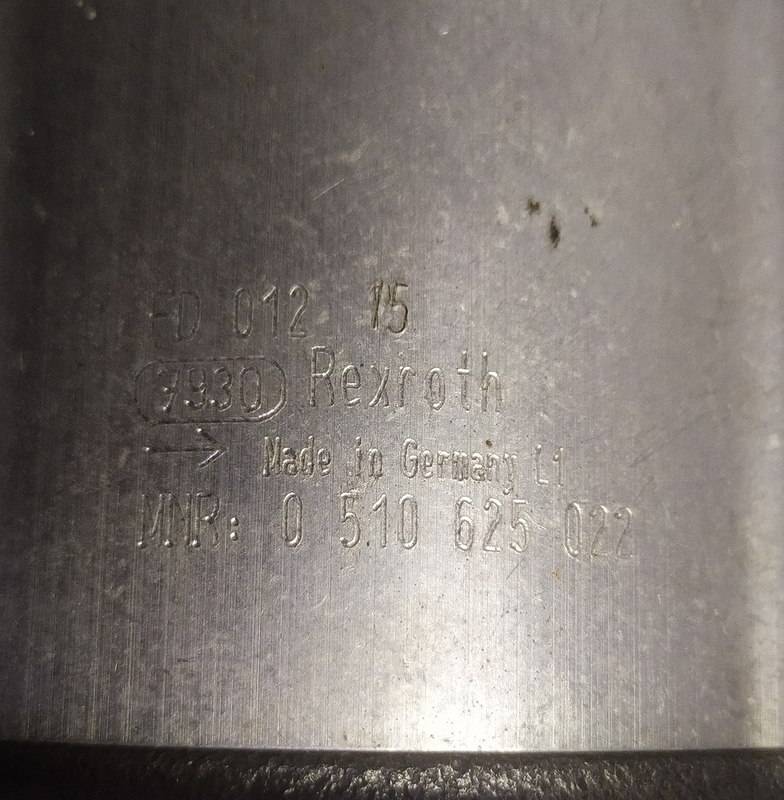 FD 012 15
7930 Rexroth
→ Made in Germany L1
MNR: 0 510 625 022